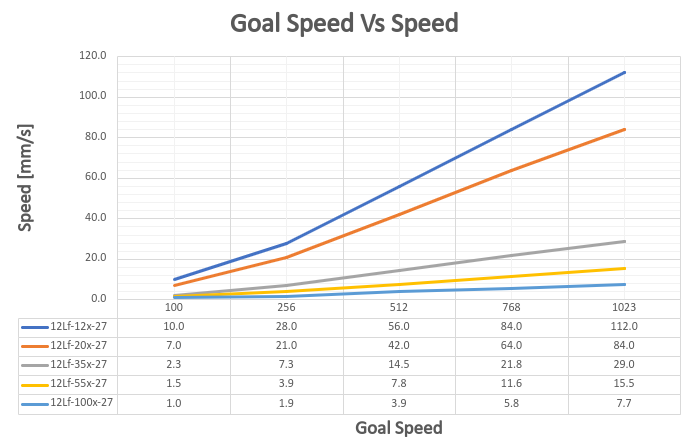 Goal Speed Vs Speed
120.0
100.0
80.0
60.0
40.0
20.0
0.0
Speed [mm/s]
100 256 512 768 1023
12Lf-12x-27 10.0 28.0 56.0 84.0 112.0
12Lf-20x-27 7.0 21.0 42.0 64.0 84.0
12Lf-35x-27 2.3 7.3 14.5 21.8 29.0
12Lf-55x-27 1.5 3.9 7.8 11.6 15.5
12Lf-100x-27 1.0 1.9 3.9 5.8 7.7
Goal Speed